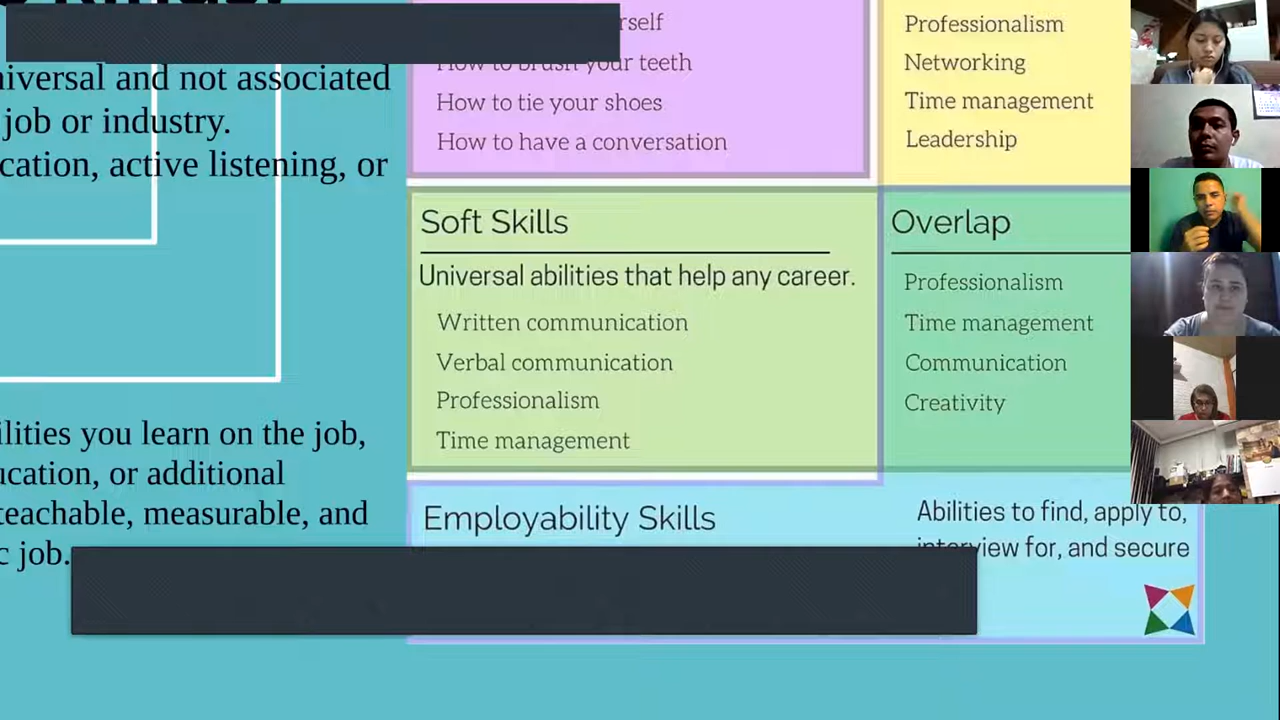 niversal and not associated
job or industry.
cation, active listening, or
ilities you learn on the job,
ucation, or additional
teachable, measurable, and
c job.
rself
How to brush your teeth
How to tie your shoes
How to have a conversation
Professionalism
Networking
Time management
Leadership
Soft Skills
Universal abilities that help any career.
Written communication
Verbal communication
Professionalism
Time management
Overlap
Professionalism
Time management
Communication
Creativity
Employability Skills
Abilities to find, apply to,
interview for, and secure